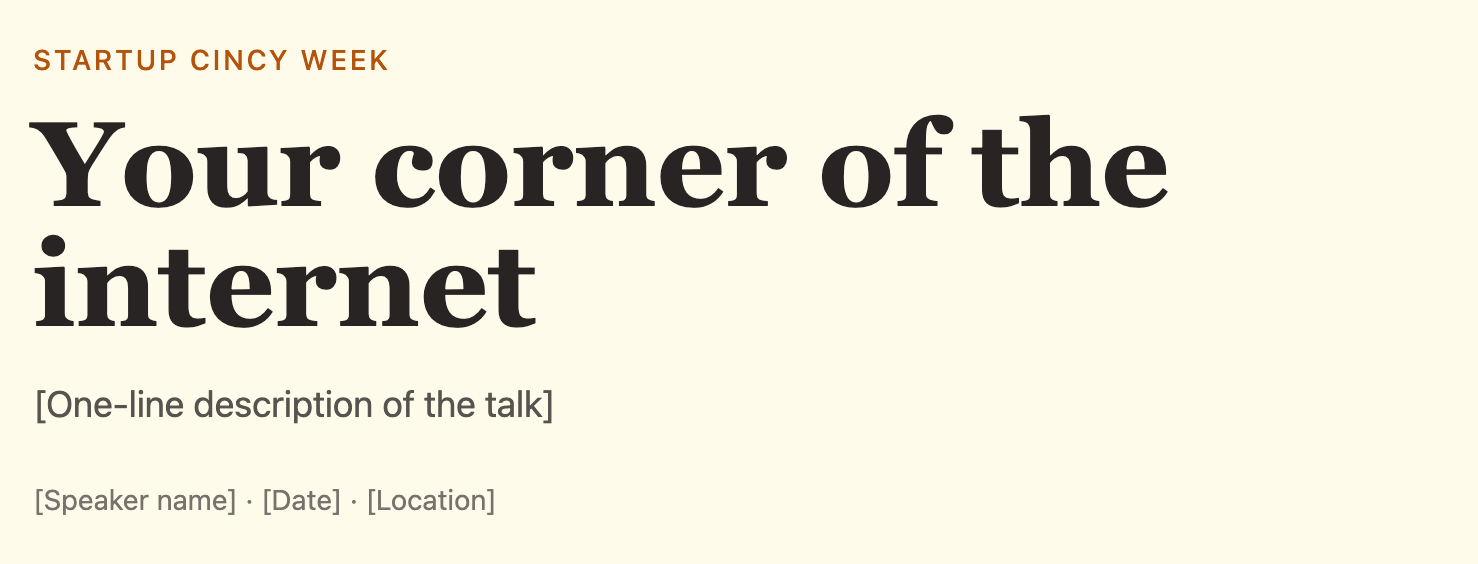 STARTUP CINCY WEEK
Your corner of the
internet
[One-line description of the talk]
[Speaker name] · [Date] · [Location]